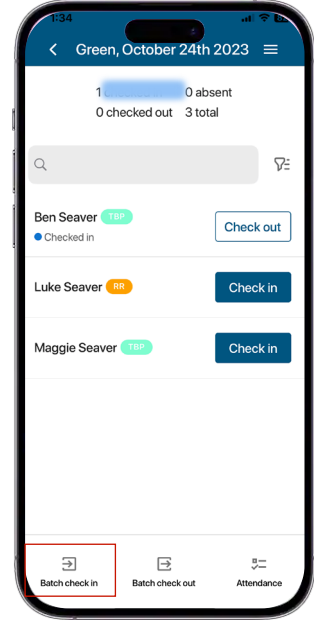 1:34
Green, October 24th 2023
1 0 absent
0 checked out 3 total
Ben Seaver TBP
Checked in
Check out
Luke Seaver RR
Check in
Maggie Seaver TBP
Check in
Batch check in Batch check out Attendance